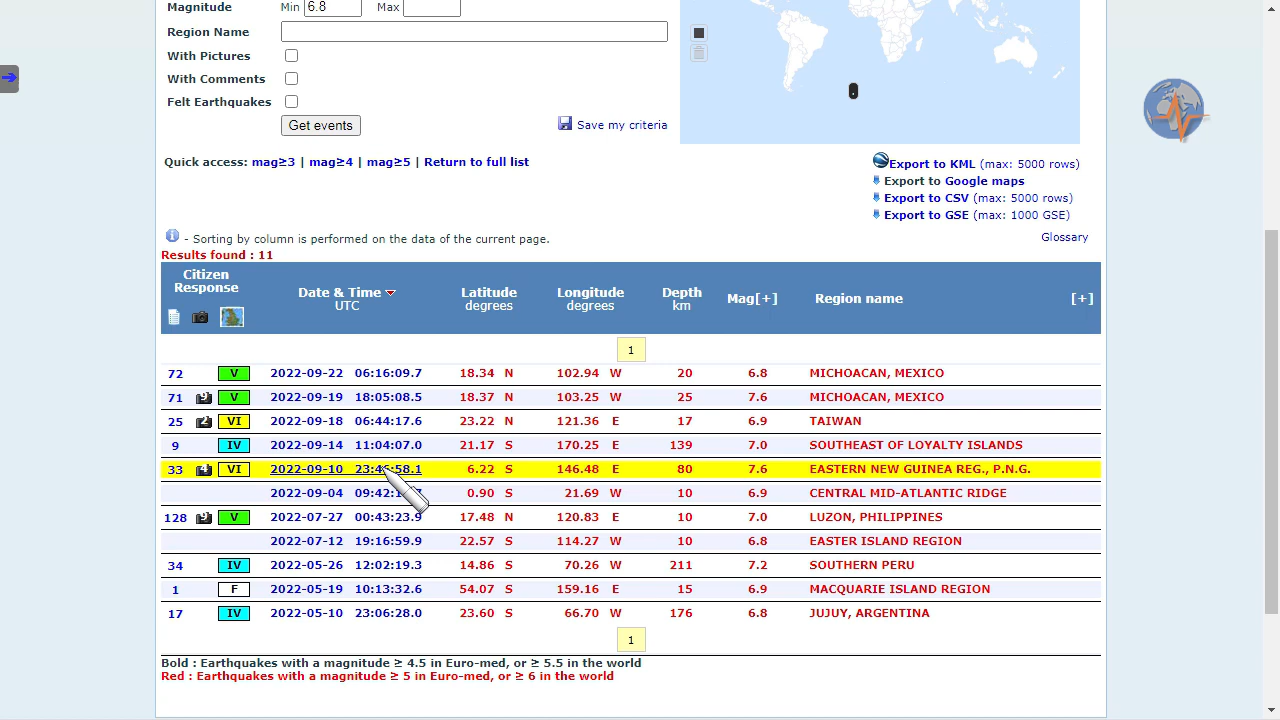 Magnitude Min 6.8 Max
Region Name
With Pictures
With Comments
Felt Earthquakes
Get events Save my criteria
Quick access: mag≥3 | mag≥4 | mag≥5 | Return to full list
Export to KML (max: 5000 rows)
Export to Google maps
Export to CSV (max: 5000 rows)
Export to GSE (max: 1000 GSE)
- Sorting by column is performed on the data of the current page. Glossary
Results found : 11
Citizen Response Date & Time UTC Latitude degrees Longitude degrees Depth km Mag[+] Region name [+]
1
72 V 2022-09-22 06:16:09.7 18.34 N 102.94 W 20 6.8 MICHOACAN, MEXICO
71 9 V 2022-09-19 18:05:08.5 18.37 N 103.25 W 25 7.6 MICHOACAN, MEXICO
25 2 VI 2022-09-18 06:44:17.6 23.22 N 121.36 E 17 6.9 TAIWAN
9 IV 2022-09-14 11:04:07.0 21.17 S 170.25 E 139 7.0 SOUTHEAST OF LOYALTY ISLANDS
33 4 VI 2022-09-10 6.22 S 146.48 E 80 7.6 EASTERN NEW GUINEA REG., P.N.G.
2022-09-04 0.90 S 21.69 W 10 6.9 CENTRAL MID-ATLANTIC RIDGE
128 9 V 2022-07-27 00:43:23.9 17.48 N 120.83 E 10 7.0 LUZON, PHILIPPINES
2022-07-12 19:16:59.9 22.57 S 114.27 W 10 6.8 EASTER ISLAND REGION
34 IV 2022-05-26 12:02:19.3 14.86 S 70.26 W 211 7.2 SOUTHERN PERU
1 F 2022-05-19 10:13:32.6 54.07 S 159.16 E 15 6.9 MACQUARIE ISLAND REGION
17 IV 2022-05-10 23:06:28.0 23.60 S 66.70 W 176 6.8 JUJUY, ARGENTINA
1
Bold : Earthquakes with a magnitude ≥ 4.5 in Euro-med, or ≥ 5.5 in the world
Red : Earthquakes with a magnitude ≥ 5 in Euro-med, or ≥ 6 in the world